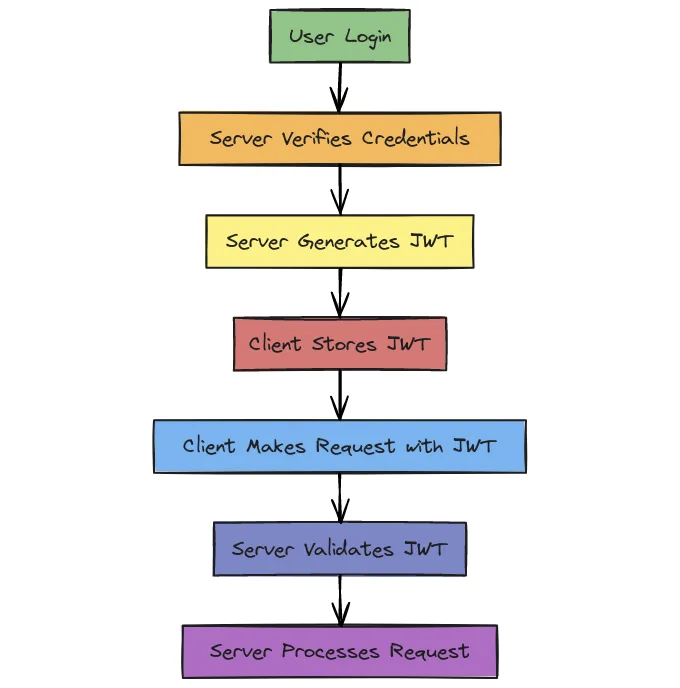 User Login
Server Verifies Credentials
Server Generates JWT
Client Stores JWT
Client Makes Request with JWT
Server Validates JWT
Server Processes Request